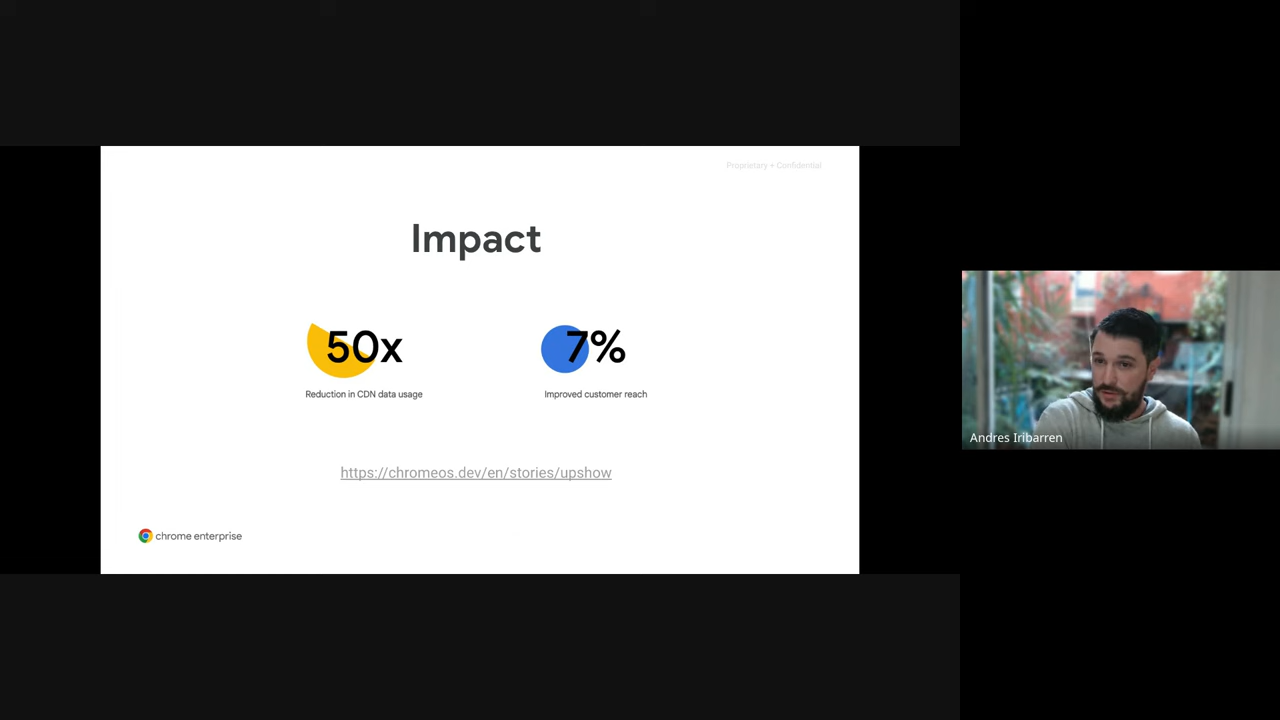 Proprietary + Confidential
Impact
50x
7%
Reduction in CDN data usage
Improved customer reach
https://chromeos.dev/en/stories/upshow
chrome enterprise
Andres Iribarren